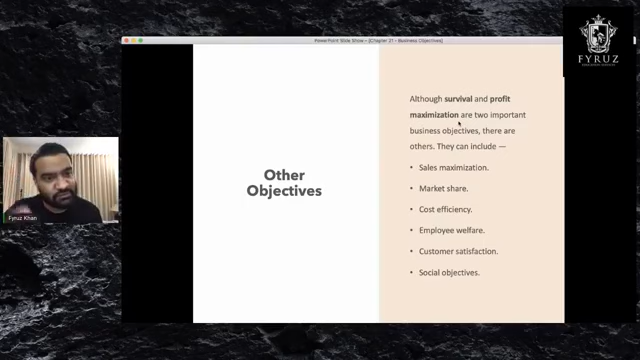 PowerPoint Slide Show - [Chapter 21 - Business Objectives]
FYRUZ
Other
Objectives
Although survival and profit
maximization are two important
business objectives, there are
others. They can include —
• Sales maximization.
• Market share.
• Cost efficiency.
• Employee welfare.
• Customer satisfaction.
• Social objectives.
Fyruz Khan